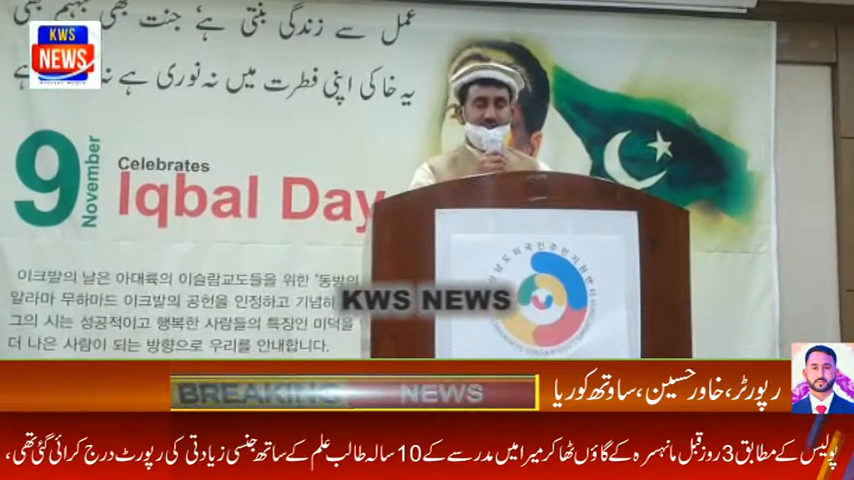 عمل سے زندگی بنتی ہے، جنت بھی جہنم بھی
یہ خاکی اپنی فطرت میں نہ نوری ہے نہ
KWS
NEWS
9
November
Celebrates
Iqbal Day
이크발의 날은 아대륙의 이슬람교도들을 위한 '동방의
알라마 무하마드 이크발의 공헌을 인정하고 기념하
그의 시는 성공적이고 행복한 사람들의 특징인 미덕을
더 나은 사람이 되는 방향으로 우리를 안내합니다.
KWS NEWS
BREAKING NEWS
رپورٹر، خاور حسین، ساوتھ کوریا
پولیس کے مطابق 3 روز قبل مانہسرہ کے گاؤں ٹھاکر میرا میں مدرسے کے 10 سالہ طالب علم کے ساتھ جنسی زیادتی کی رپورٹ درج کرائی گئی تھی،